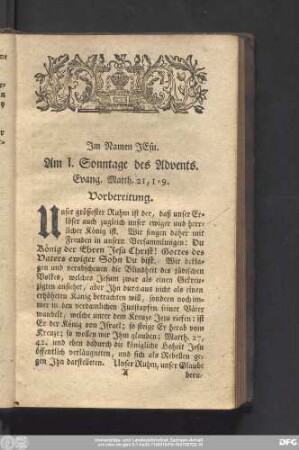 Im Namen JEsu.
Am I. Sonntage des Advents.
Evang. Matth. 21, 1-9.
Vorbereitung.
Unser größester Ruhm ist der, daß unser Er-
löser auch zugleich unser ewiger und herr-
licher König ist. Wir singen daher mit
Freuden in unsern Versammlungen: Du
König der Ehren Jesu Christ! Gottes des
Vaters ewiger Sohn Du bist. Wir bekla-
gen und verabscheuen die Blindheit des jüdischen
Volkes, welches Jesum zwar als einen Gekreu-
zigten ansiehet, aber Ihn durchaus nicht als einen
erhöheten König betrachten will, sondern noch im-
mer in den verdamlichen Fustapfen seiner Väter
wandelt, welche unter dem Kreuze Jesu riefen: ist
Er der König von Israel; so steige Er herab vom
Kreuze; so wollen wir Ihm glauben; Matth. 27,
42. und eben dadurch die königliche Hoheit Jesu
öffentlich verläugneten, und sich als Rebellen ge-
gen Ihn darstelleten. Unser Ruhm, unser Glaube
A
beru-